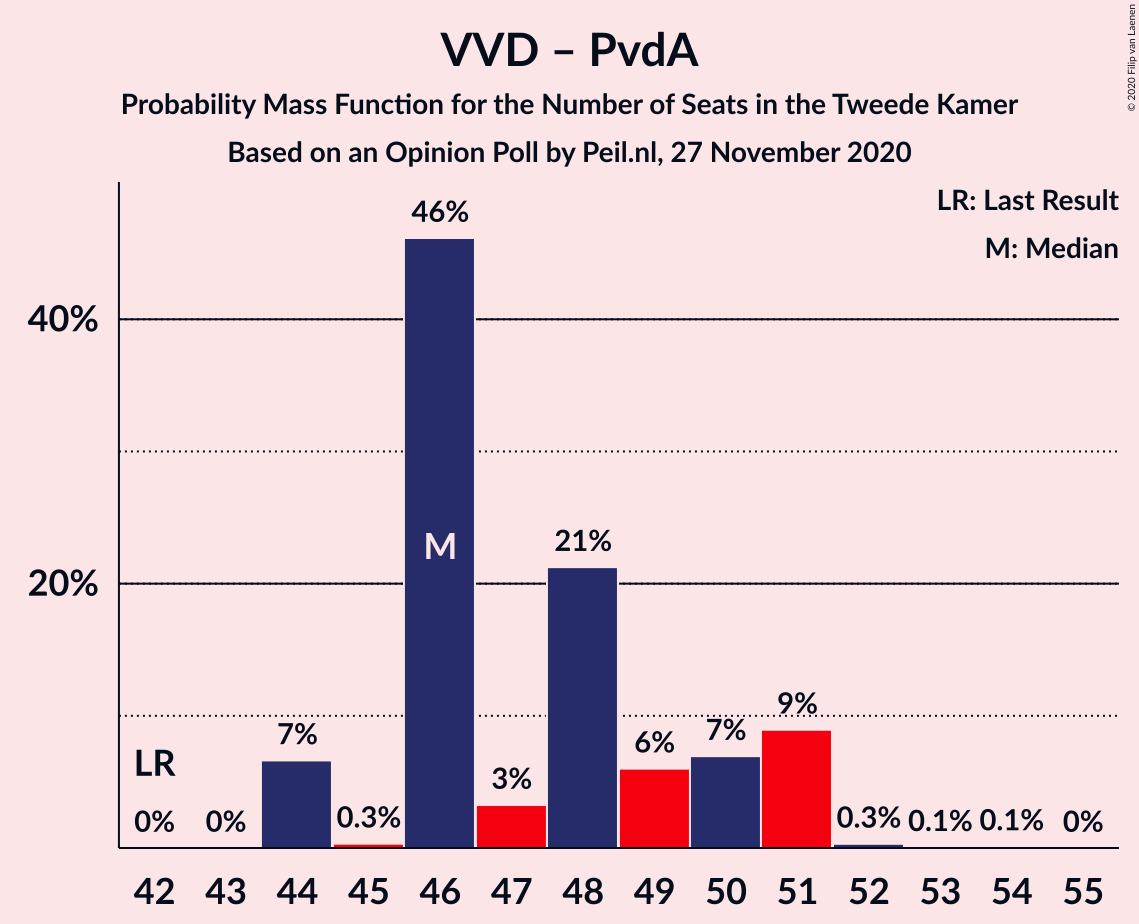 VVD – PvdA
Probability Mass Function for the Number of Seats in the Tweede Kamer
Based on an Opinion Poll by Peil.nl, 27 November 2020
© 2020 Filip van Laenen
LR: Last Result
M: Median
40%
20%
46%
M
21%
9%
7%
7%
6%
LR
3%
0%
0%
0.3%
0.3%
0.1%
0.1%
0%
42 43 44 45 46 47 48 49 50 51 52 53 54 55